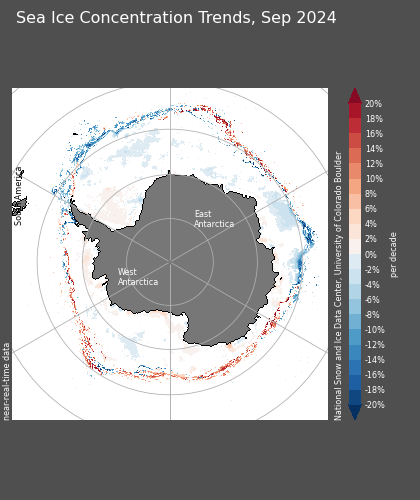 Sea Ice Concentration Trends, Sep 2024
South America
East
Antarctica
West
Antarctica
near-real-time data
National Snow and Ice Data Center, University of Colorado Boulder
20%
18%
16%
14%
12%
10%
8%
6%
4%
2%
0%
-2%
-4%
-6%
-8%
-10%
-12%
-14%
-16%
-18%
-20%
per decade